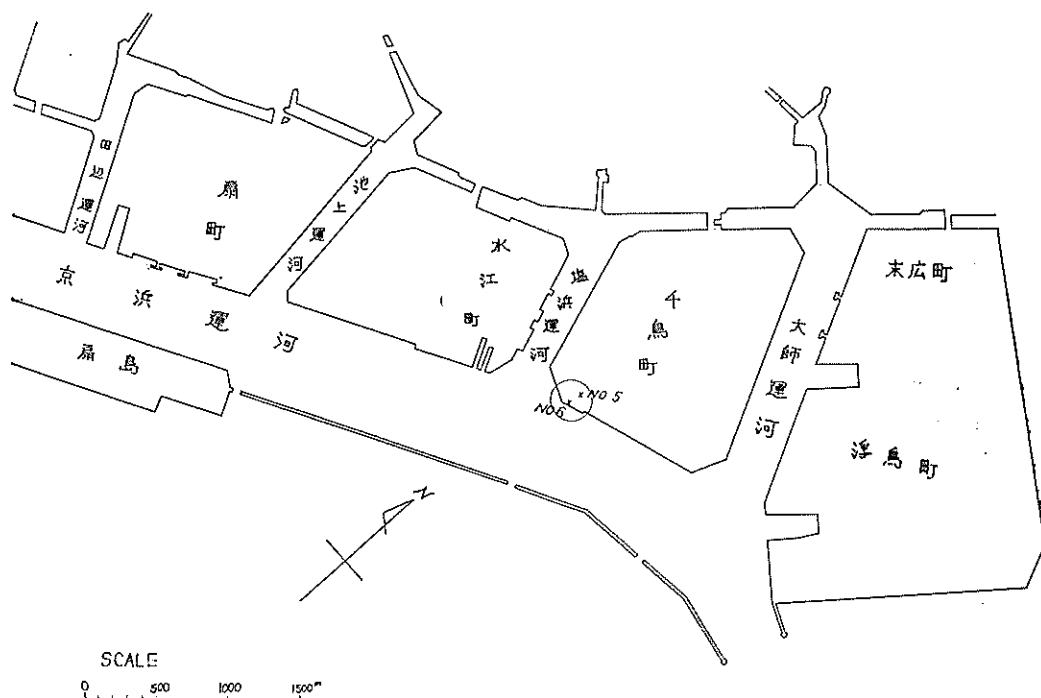 田辺運河
扇町
池上運河
水江町
塩浜運河
千鳥町
大師運河
末広町
浮島町
京浜運河
扇島
NO 5
NO 6
N
SCALE
0 500 1000 1500m